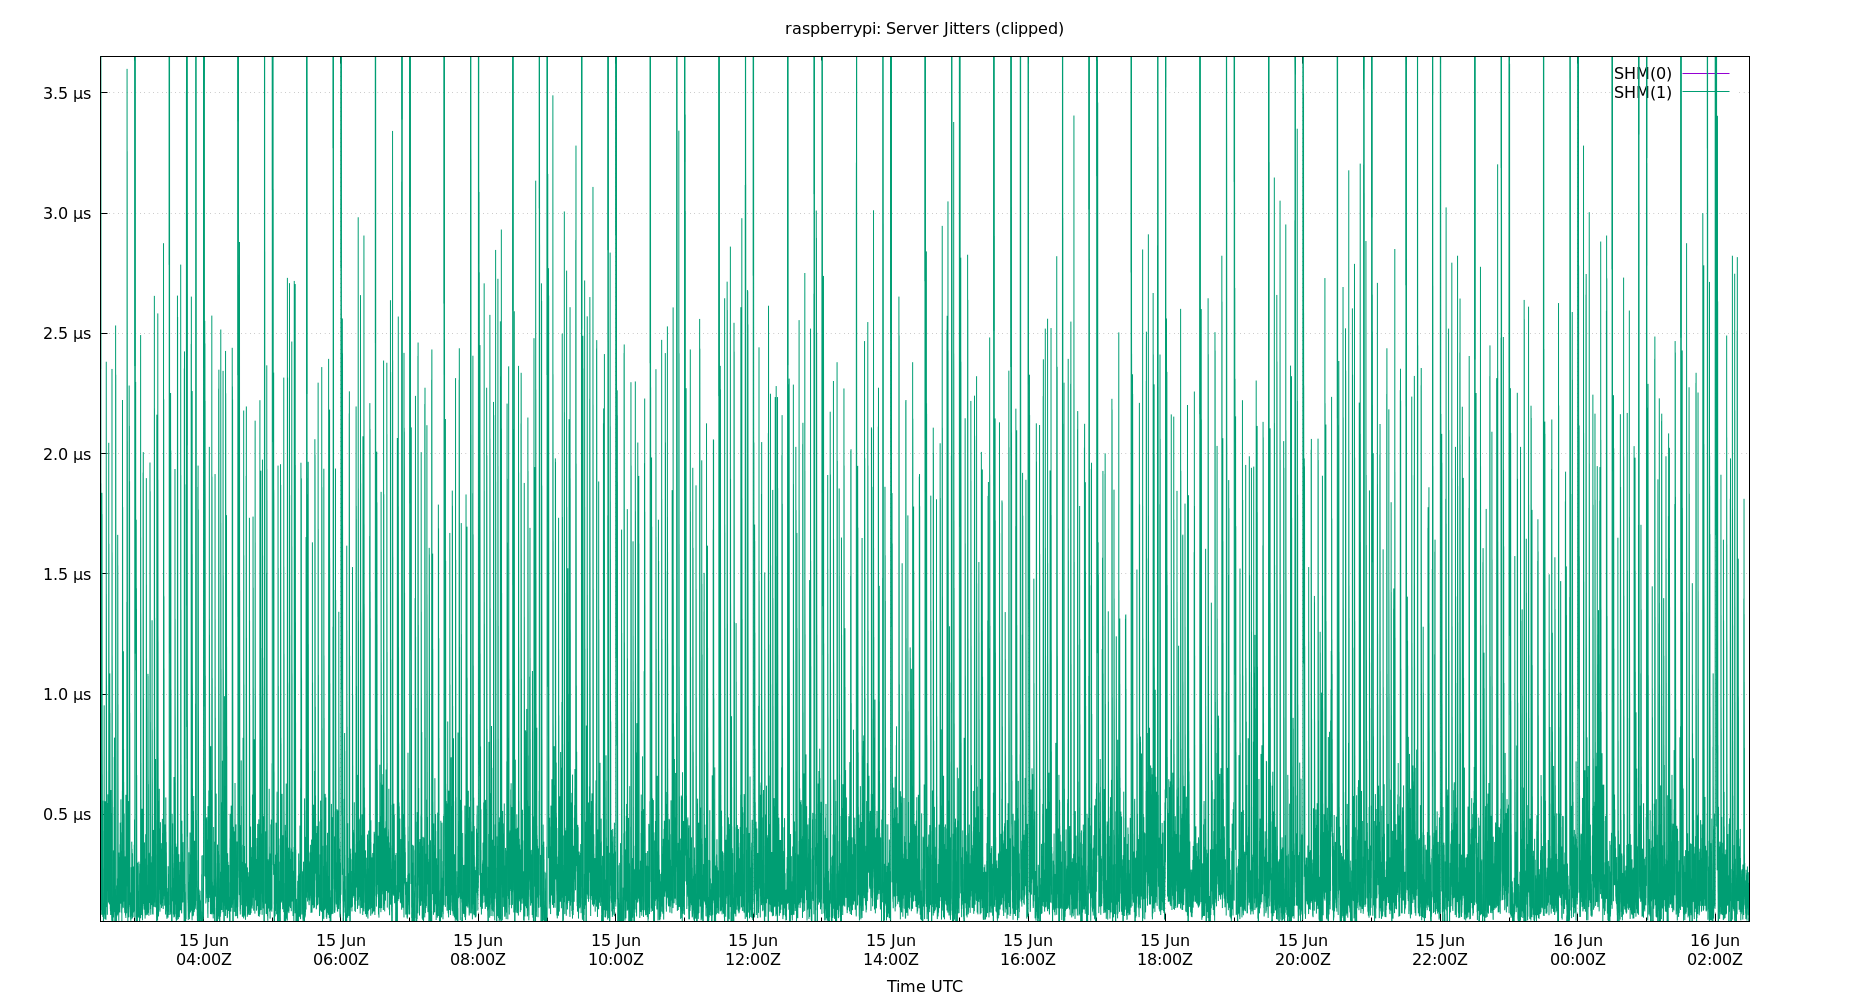 raspberrypi: Server Jitters (clipped)
SHM(0)
SHM(1)
3.5 µs
3.0 µs
2.5 µs
2.0 µs
1.5 µs
1.0 µs
0.5 µs
15 Jun 15 Jun 15 Jun 15 Jun 15 Jun 15 Jun 15 Jun 15 Jun 15 Jun 15 Jun 16 Jun 16 Jun
04:00Z 06:00Z 08:00Z 10:00Z 12:00Z 14:00Z 16:00Z 18:00Z 20:00Z 22:00Z 00:00Z 02:00Z
Time UTC